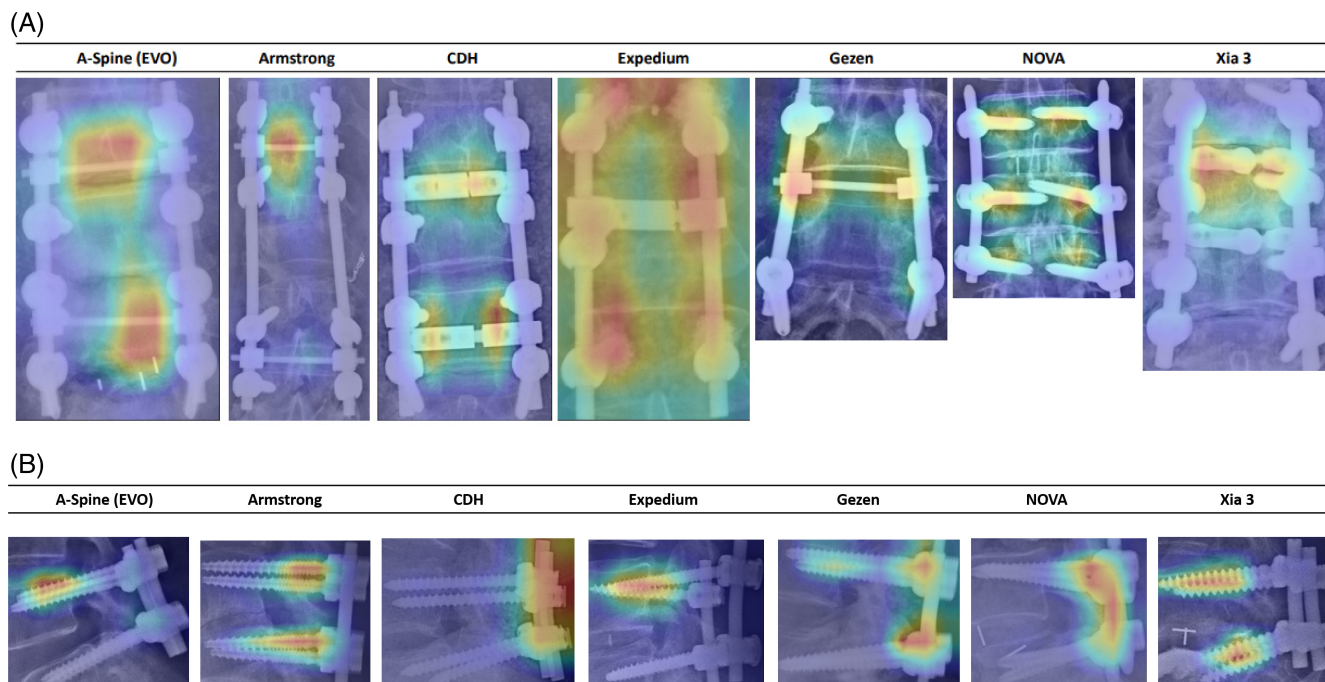 (A)
A-Spine (EVO) Armstrong CDH Expedium Gezen NOVA Xia 3
(B)
A-Spine (EVO) Armstrong CDH Expedium Gezen NOVA Xia 3